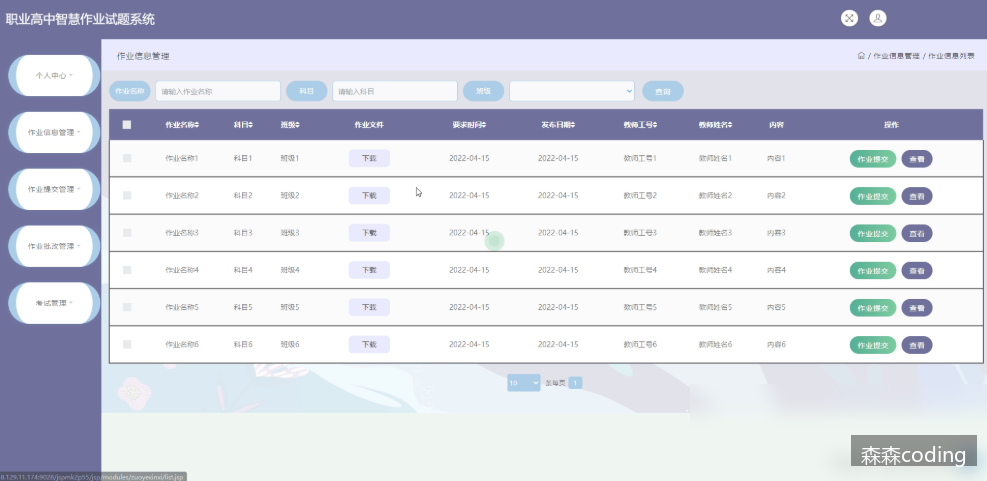 职业高中智慧作业试题系统
个人中心
作业信息管理
作业提交管理
作业批改管理
考试管理
作业信息管理
/ 作业信息管理 / 作业信息列表
作业名称 请输入作业名称 科目 请输入科目 班级 查询
作业名称 科目 班级 作业文件 要求时间 发布日期 教师工号 教师姓名 内容 操作
作业名称1 科目1 班级1 下载 2022-04-15 2022-04-15 教师工号1 教师姓名1 内容1 作业提交 查看
作业名称2 科目2 班级2 下载 2022-04-15 2022-04-15 教师工号2 教师姓名2 内容2 作业提交 查看
作业名称3 科目3 班级3 下载 2022-04-15 2022-04-15 教师工号3 教师姓名3 内容3 作业提交 查看
作业名称4 科目4 班级4 下载 2022-04-15 2022-04-15 教师工号4 教师姓名4 内容4 作业提交 查看
作业名称5 科目5 班级5 下载 2022-04-15 2022-04-15 教师工号5 教师姓名5 内容5 作业提交 查看
作业名称6 科目6 班级6 下载 2022-04-15 2022-04-15 教师工号6 教师姓名6 内容6 作业提交 查看
10 条每页 1
森森coding